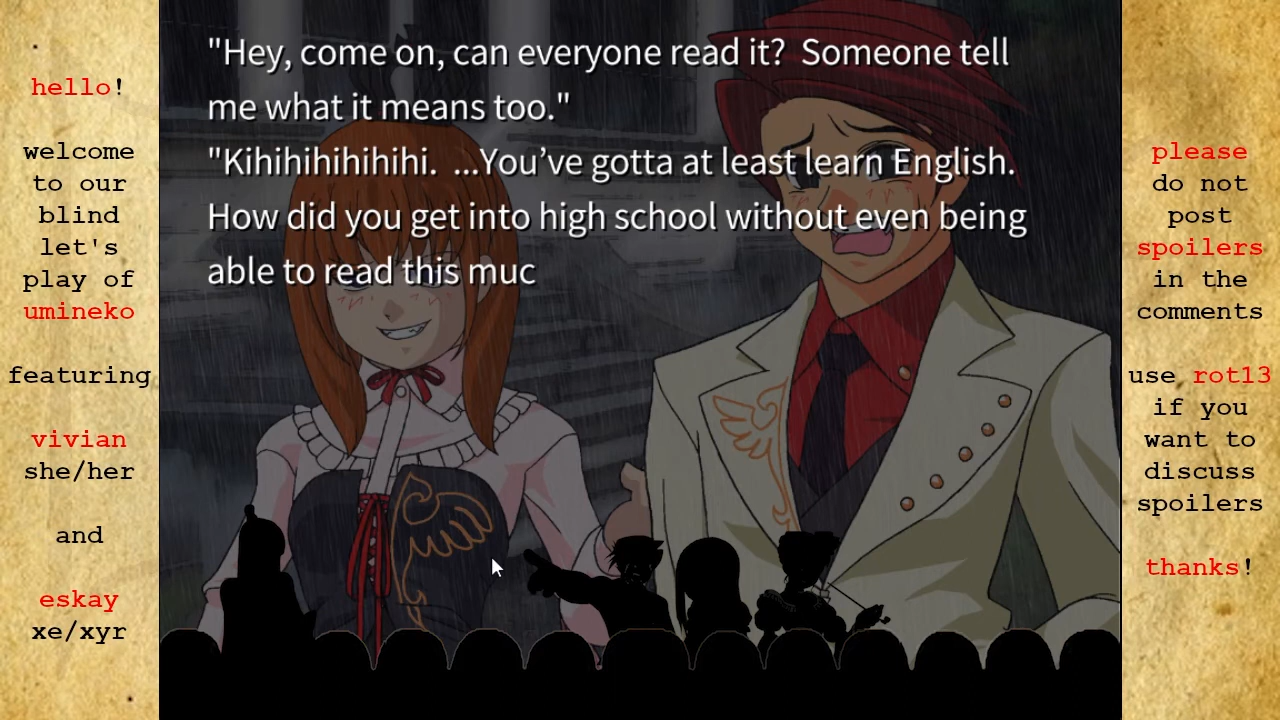 hello!
welcome
to our
blind
let's
play of
umineko
featuring
vivian
she/her
and
eskay
xe/xyr
"Hey, come on, can everyone read it?  Someone tell
me what it means too."
"Kihihihihihihi.  ...You’ve gotta at least learn English.
How did you get into high school without even being
able to read this muc
please
do not
post
spoilers
in the
comments
use rot13
if you
want to
discuss
spoilers
thanks!